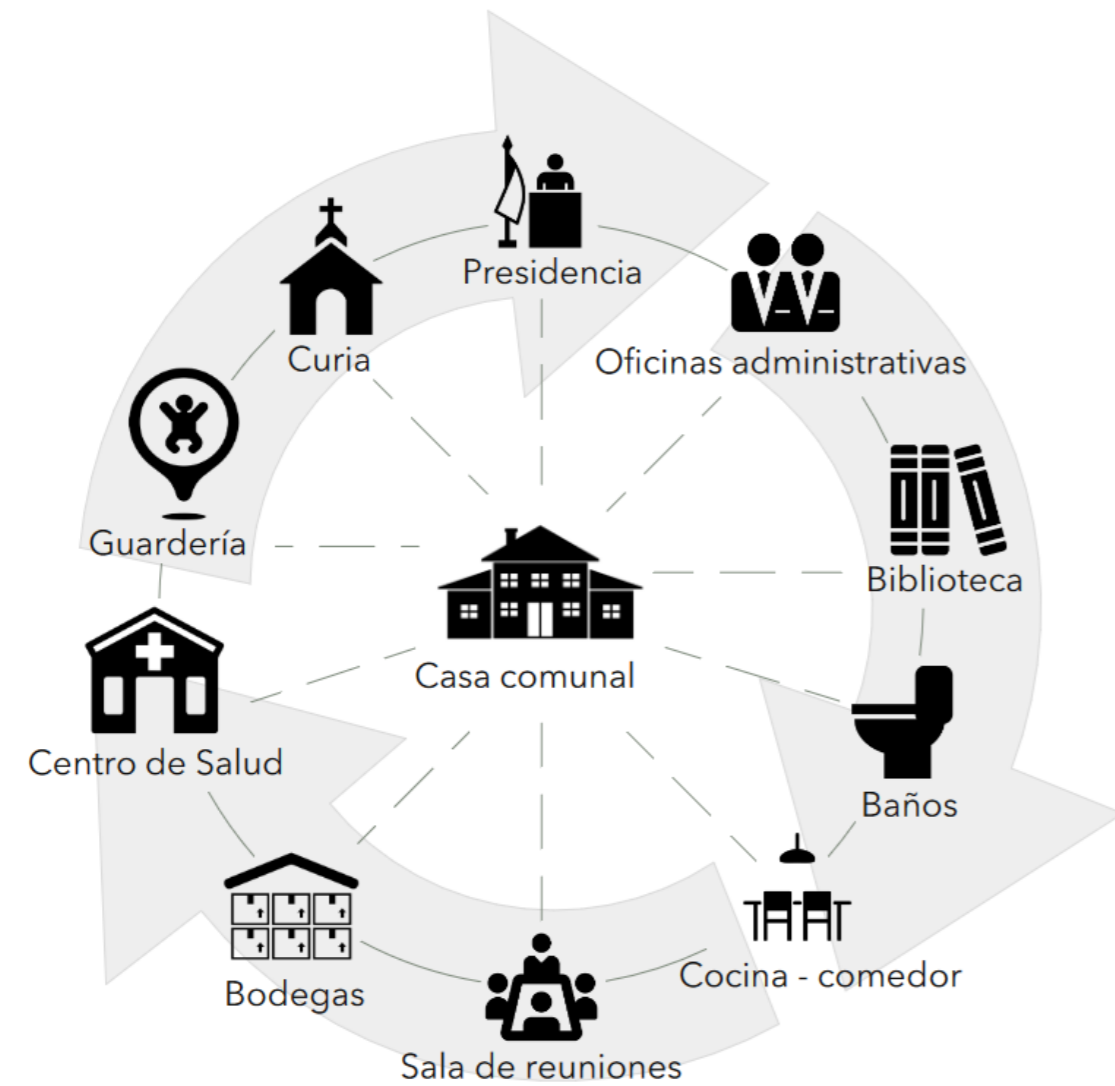 Presidencia
Oficinas administrativas
Biblioteca
Baños
Cocina - comedor
Sala de reuniones
Bodegas
Centro de Salud
Guardería
Curia
Casa comunal